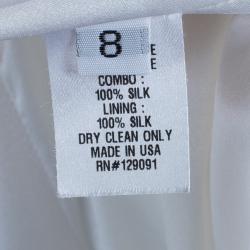 8
E
E
COMBO :
100% SILK
LINING :
100% SILK
DRY CLEAN ONLY
MADE IN USA
RN#129091